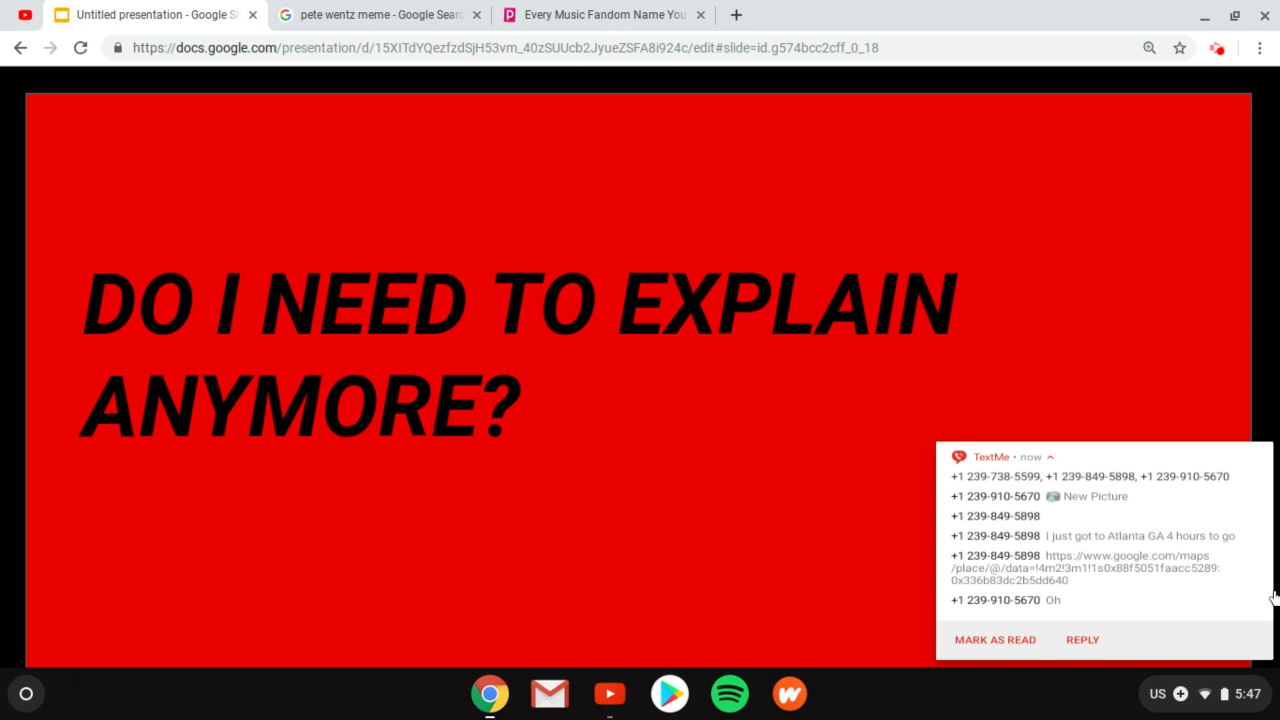 Untitled presentation - Google Sl
pete wentz meme - Google Searc
Every Music Fandom Name You
https://docs.google.com/presentation/d/15XITdYQezfzdSjH53vm_40zSUUcb2JyueZSFA8i924c/edit#slide=id.g574bcc2cff_0_18
DO I NEED TO EXPLAIN
ANYMORE?
TextMe • now
+1 239-738-5599, +1 239-849-5898, +1 239-910-5670
+1 239-910-5670 New Picture
+1 239-849-5898
+1 239-849-5898 I just got to Atlanta GA 4 hours to go
+1 239-849-5898 https://www.google.com/maps
/place/@/data=!4m2!3m1!1s0x88f5051faacc5289:
0x336b83dc2b5dd640
+1 239-910-5670 Oh
MARK AS READ REPLY
US 5:47